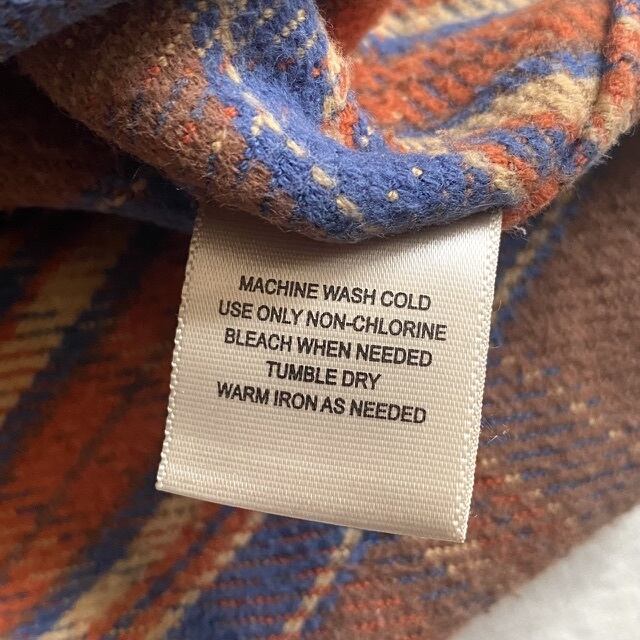 MACHINE WASH COLD
USE ONLY NON-CHLORINE
BLEACH WHEN NEEDED
TUMBLE DRY
WARM IRON AS NEEDED